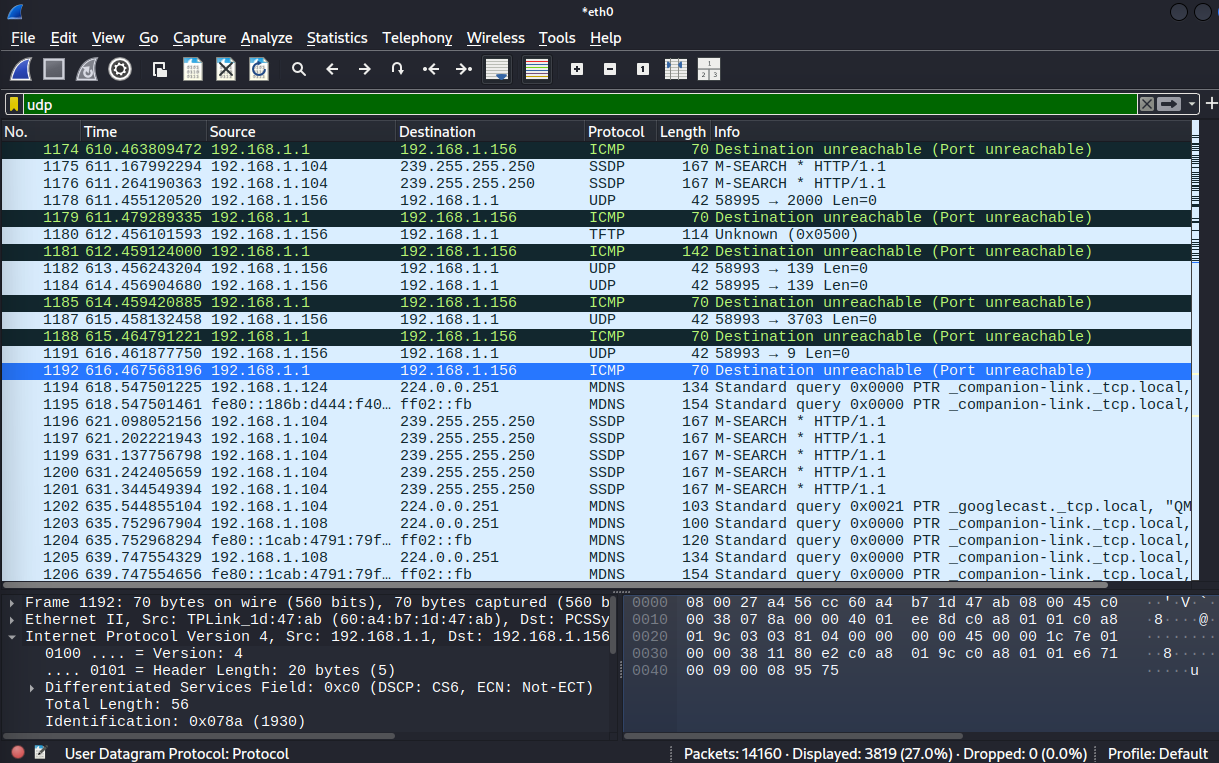 *eth0
File Edit View Go Capture Analyze Statistics Telephony Wireless Tools Help
udp
No. Time Source Destination Protocol Length Info
1174 610.463809472 192.168.1.1 192.168.1.156 ICMP 70 Destination unreachable (Port unreachable)
1175 611.167992294 192.168.1.104 239.255.255.250 SSDP 167 M-SEARCH * HTTP/1.1
1176 611.264190363 192.168.1.104 239.255.255.250 SSDP 167 M-SEARCH * HTTP/1.1
1178 611.455120520 192.168.1.156 192.168.1.1 UDP 42 58995 → 2000 Len=0
1179 611.479289335 192.168.1.1 192.168.1.156 ICMP 70 Destination unreachable (Port unreachable)
1180 612.456101593 192.168.1.156 192.168.1.1 TFTP 114 Unknown (0x0500)
1181 612.459124000 192.168.1.1 192.168.1.156 ICMP 142 Destination unreachable (Port unreachable)
1182 613.456243204 192.168.1.156 192.168.1.1 UDP 42 58993 → 139 Len=0
1184 614.456904680 192.168.1.156 192.168.1.1 UDP 42 58995 → 139 Len=0
1185 614.459420885 192.168.1.1 192.168.1.156 ICMP 70 Destination unreachable (Port unreachable)
1187 615.458132458 192.168.1.156 192.168.1.1 UDP 42 58993 → 3703 Len=0
1188 615.464791221 192.168.1.1 192.168.1.156 ICMP 70 Destination unreachable (Port unreachable)
1191 616.461877750 192.168.1.156 192.168.1.1 UDP 42 58993 → 9 Len=0
1192 616.467568196 192.168.1.1 192.168.1.156 ICMP 70 Destination unreachable (Port unreachable)
1194 618.547501225 192.168.1.124 224.0.0.251 MDNS 134 Standard query 0x0000 PTR _companion-link._tcp.local,
1195 618.547501461 fe80::186b:d444:f40… ff02::fb MDNS 154 Standard query 0x0000 PTR _companion-link._tcp.local,
1196 621.098052156 192.168.1.104 239.255.255.250 SSDP 167 M-SEARCH * HTTP/1.1
1197 621.202221943 192.168.1.104 239.255.255.250 SSDP 167 M-SEARCH * HTTP/1.1
1199 631.137756798 192.168.1.104 239.255.255.250 SSDP 167 M-SEARCH * HTTP/1.1
1200 631.242405659 192.168.1.104 239.255.255.250 SSDP 167 M-SEARCH * HTTP/1.1
1201 631.344549394 192.168.1.104 239.255.255.250 SSDP 167 M-SEARCH * HTTP/1.1
1202 635.544855104 192.168.1.104 224.0.0.251 MDNS 103 Standard query 0x0021 PTR _googlecast._tcp.local, "QM
1203 635.752967904 192.168.1.108 224.0.0.251 MDNS 100 Standard query 0x0000 PTR _companion-link._tcp.local,
1204 635.752968294 fe80::1cab:4791:79f… ff02::fb MDNS 120 Standard query 0x0000 PTR _companion-link._tcp.local,
1205 639.747554329 192.168.1.108 224.0.0.251 MDNS 134 Standard query 0x0000 PTR _companion-link._tcp.local,
1206 639.747554656 fe80::1cab:4791:79f… ff02::fb MDNS 154 Standard query 0x0000 PTR _companion-link._tcp.local,
Frame 1192: 70 bytes on wire (560 bits), 70 bytes captured (560 b
Ethernet II, Src: TPLink_1d:47:ab (60:a4:b7:1d:47:ab), Dst: PCSSy
Internet Protocol Version 4, Src: 192.168.1.1, Dst: 192.168.1.156
0100 .... = Version: 4
.... 0101 = Header Length: 20 bytes (5)
Differentiated Services Field: 0xc0 (DSCP: CS6, ECN: Not-ECT)
Total Length: 56
Identification: 0x078a (1930)
0000 08 00 27 a4 56 cc 60 a4 b7 1d 47 ab 08 00 45 c0 ··'·V·`·
0010 00 38 07 8a 00 00 40 01 ee 8d c0 a8 01 01 c0 a8 ·8····@·
0020 01 9c 03 03 81 04 00 00 00 00 45 00 00 1c 7e 01 ········
0030 00 00 38 11 80 e2 c0 a8 01 9c c0 a8 01 01 e6 71 ··8·····
0040 00 09 00 08 95 75 ·····u
User Datagram Protocol: Protocol
Packets: 14160 · Displayed: 3819 (27.0%) · Dropped: 0 (0.0%)
Profile: Default